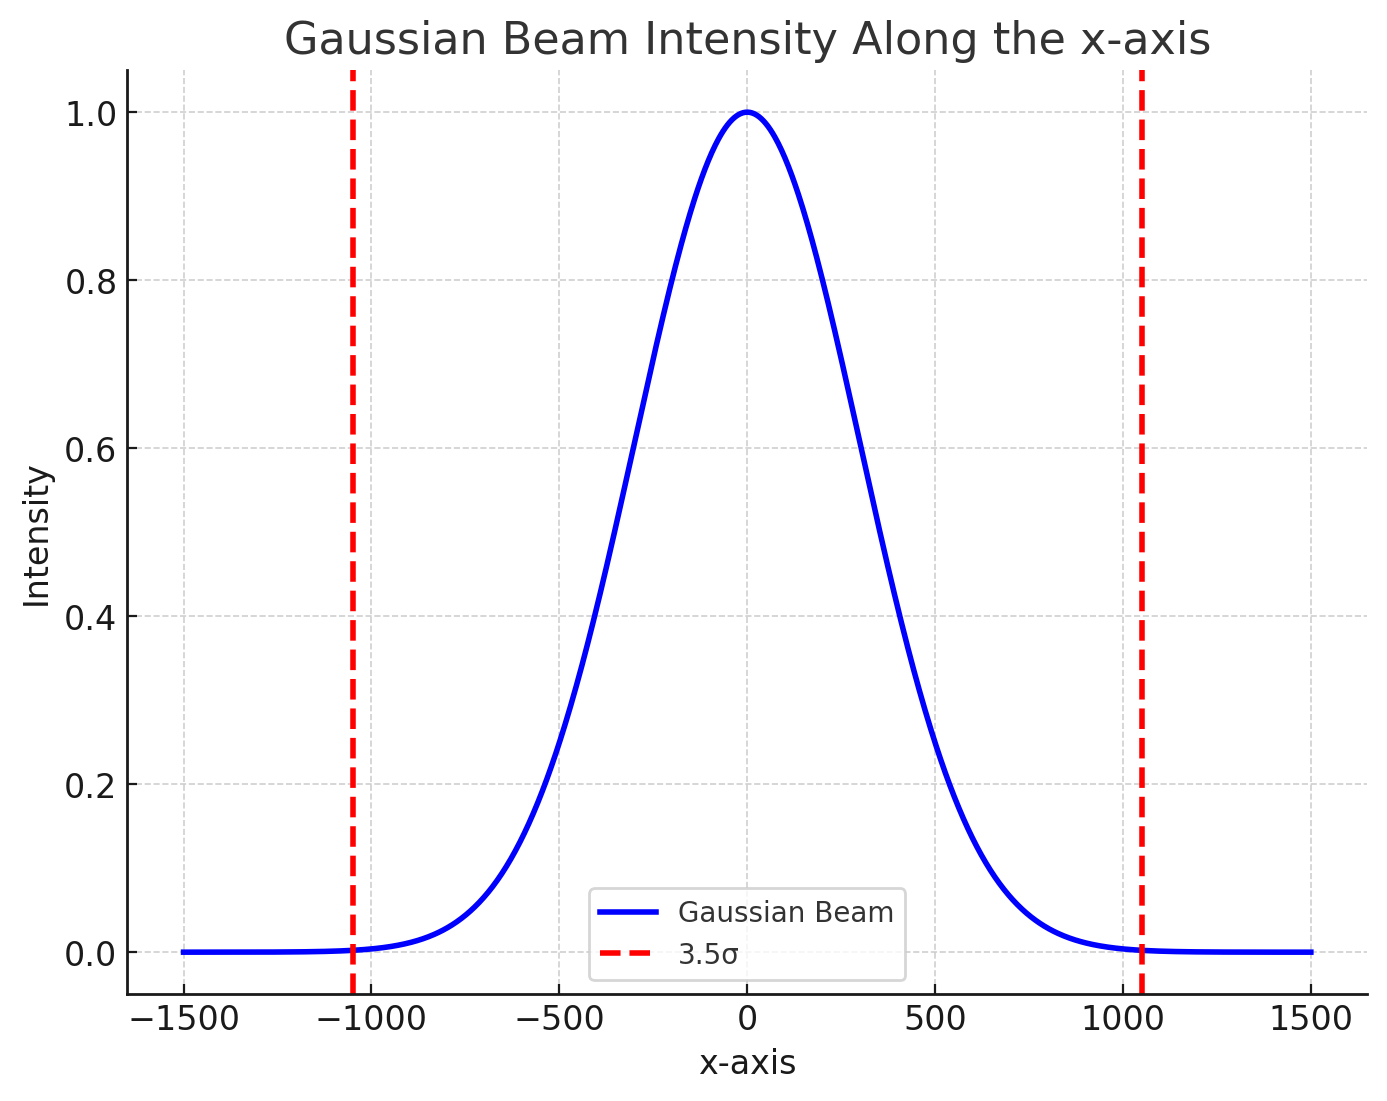 Gaussian Beam Intensity Along the x-axis
1.0
0.8
0.6
0.4
0.2
0.0
Intensity
Gaussian Beam
3.5σ
−1500 −1000 −500 0 500 1000 1500
x-axis